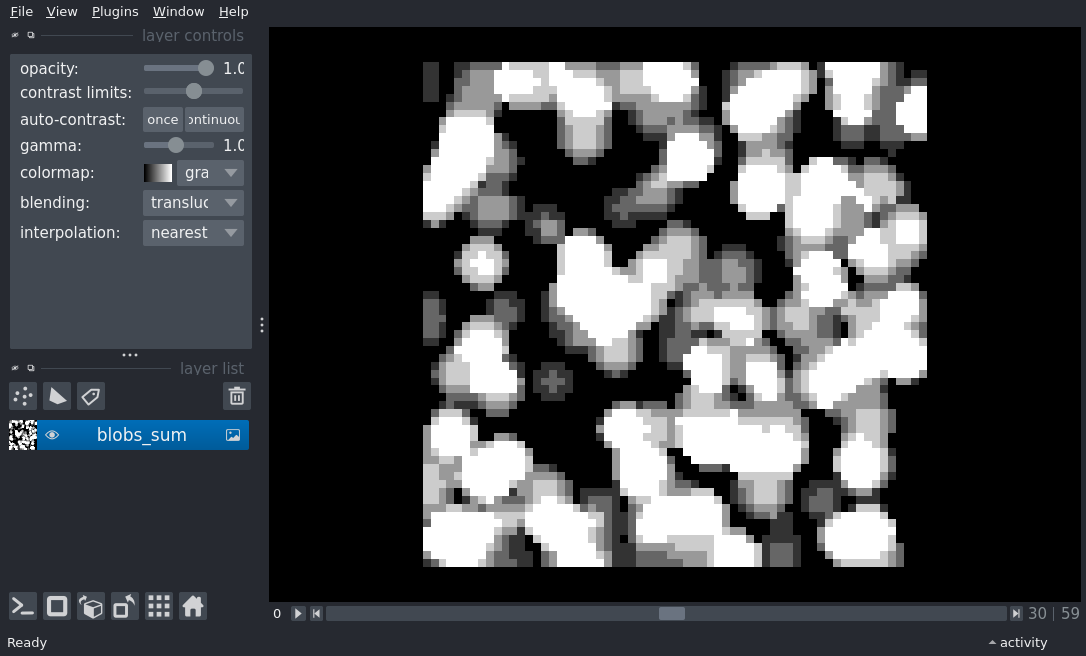 File View Plugins Window Help
layer controls
opacity: 1.0
contrast limits:
auto-contrast: once ontinuou
gamma: 1.0
colormap: gra
blending: transluc
interpolation: nearest
layer list
blobs_sum
0 30 | 59
Ready activity